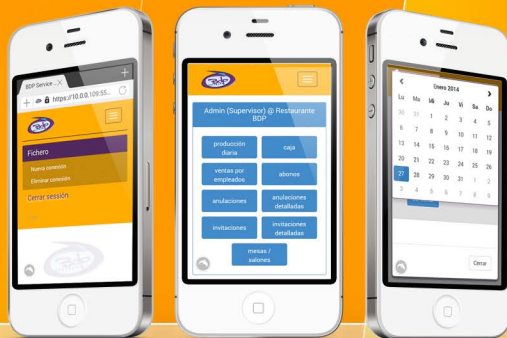 BDP Service ...
https://10.0.0.109:55..
Bdp
Fichero
Nueva conexión
Eliminar conexión
Cerrar sessión
Bdp
Admin (Supervisor) @ Restaurante
BDP
producción
diaria
caja
ventas por
empleados
abonos
anulaciones
anulaciones
detalladas
invitaciones
invitaciones
detalladas
mesas /
salones
Enero 2014
Lu Ma Mi Ju Vi Sa Do
30 31 1 2 3 4 5
6 7 8 9 10 11 12
13 14 15 16 17 18 19
20 21 22 23 24 25 26
27 28 29 30 31 1 2
3 4 5 6 7 8 9
Cerrar